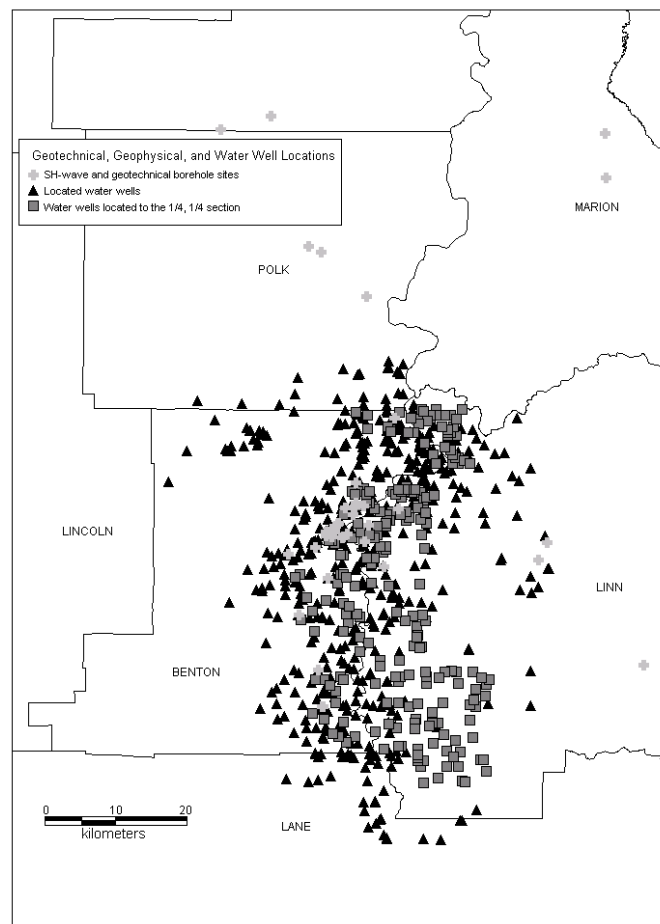 Geotechnical, Geophysical, and Water Well Locations
SH-wave and geotechnical borehole sites
Located water wells
Water wells located to the 1/4, 1/4 section
MARION
POLK
LINCOLN
LINN
BENTON
LANE
0 10 20
kilometers